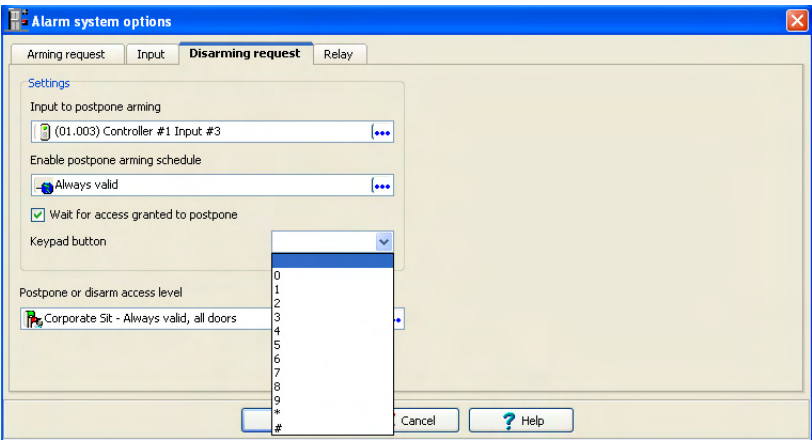 Alarm system options
Arming request
Input
Disarming request
Relay
Settings
Input to postpone arming
(01.003) Controller #1 Input #3
Enable postpone arming schedule
Always valid
Wait for access granted to postpone
Keypad button
0
1
2
3
4
5
6
7
8
9
*
#
Postpone or disarm access level
Corporate Sit - Always valid, all doors
Cancel
Help